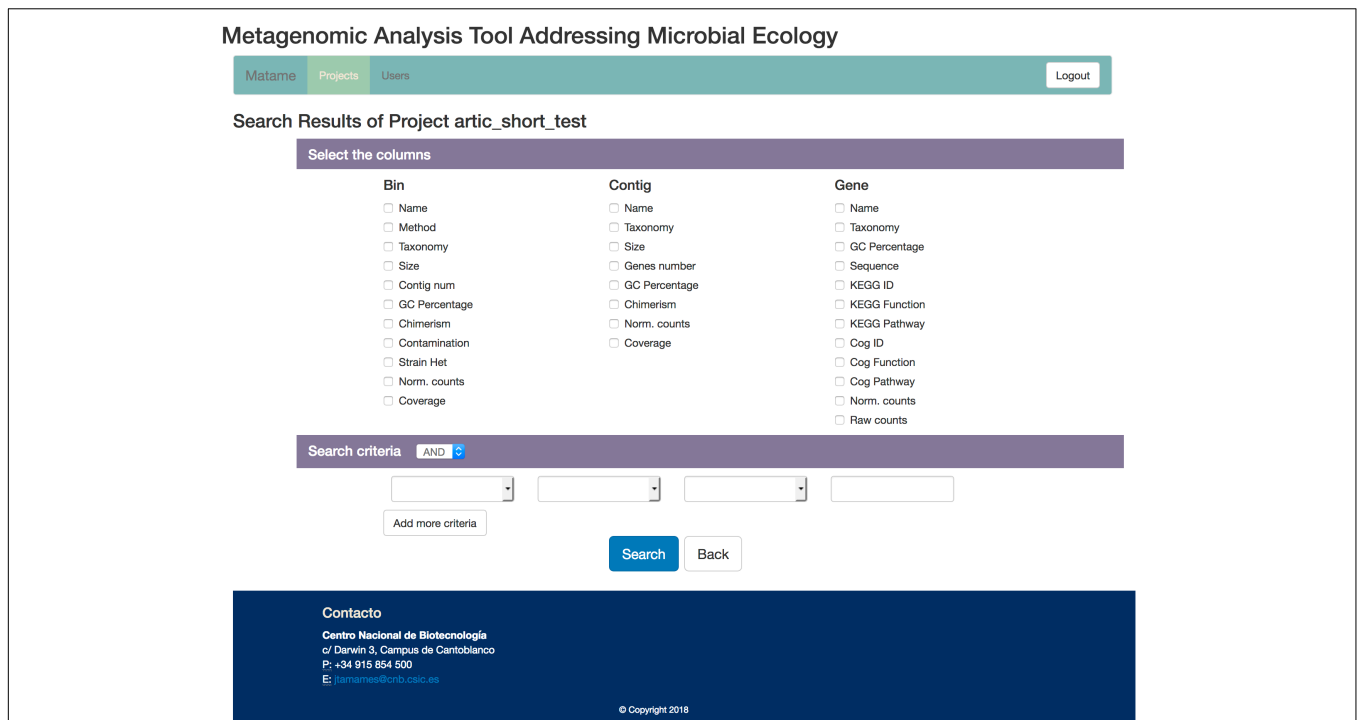 Metagenomic Analysis Tool Addressing Microbial Ecology
Matame Projects Users Logout
Search Results of Project artic_short_test
Select the columns
Bin
Name
Method
Taxonomy
Size
Contig num
GC Percentage
Chimerism
Contamination
Strain Het
Norm. counts
Coverage
Contig
Name
Taxonomy
Size
Genes number
GC Percentage
Chimerism
Norm. counts
Coverage
Gene
Name
Taxonomy
GC Percentage
Sequence
KEGG ID
KEGG Function
KEGG Pathway
Cog ID
Cog Function
Cog Pathway
Norm. counts
Raw counts
Search criteria AND
Add more criteria
Search Back
Contacto
Centro Nacional de Biotecnología
c/ Darwin 3, Campus de Cantoblanco
P: +34 915 854 500
E: jtamames@cnb.csic.es
© Copyright 2018